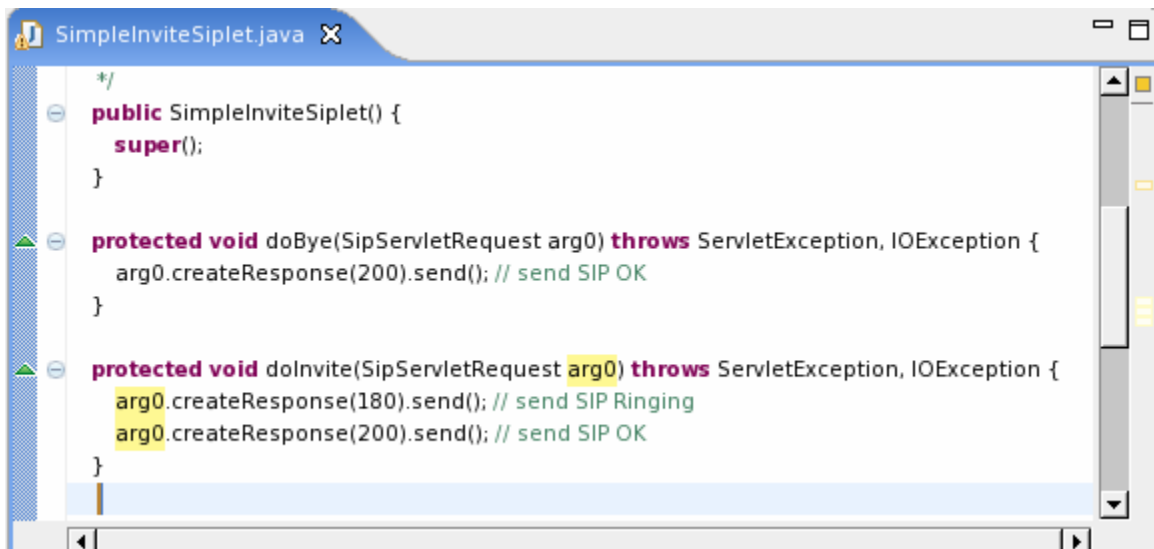 SimpleInviteSiplet.java
*/
public SimpleInviteSiplet() {
super();
}
protected void doBye(SipServletRequest arg0) throws ServletException, IOException {
arg0.createResponse(200).send(); // send SIP OK
}
protected void doInvite(SipServletRequest arg0) throws ServletException, IOException {
arg0.createResponse(180).send(); // send SIP Ringing
arg0.createResponse(200).send(); // send SIP OK
}